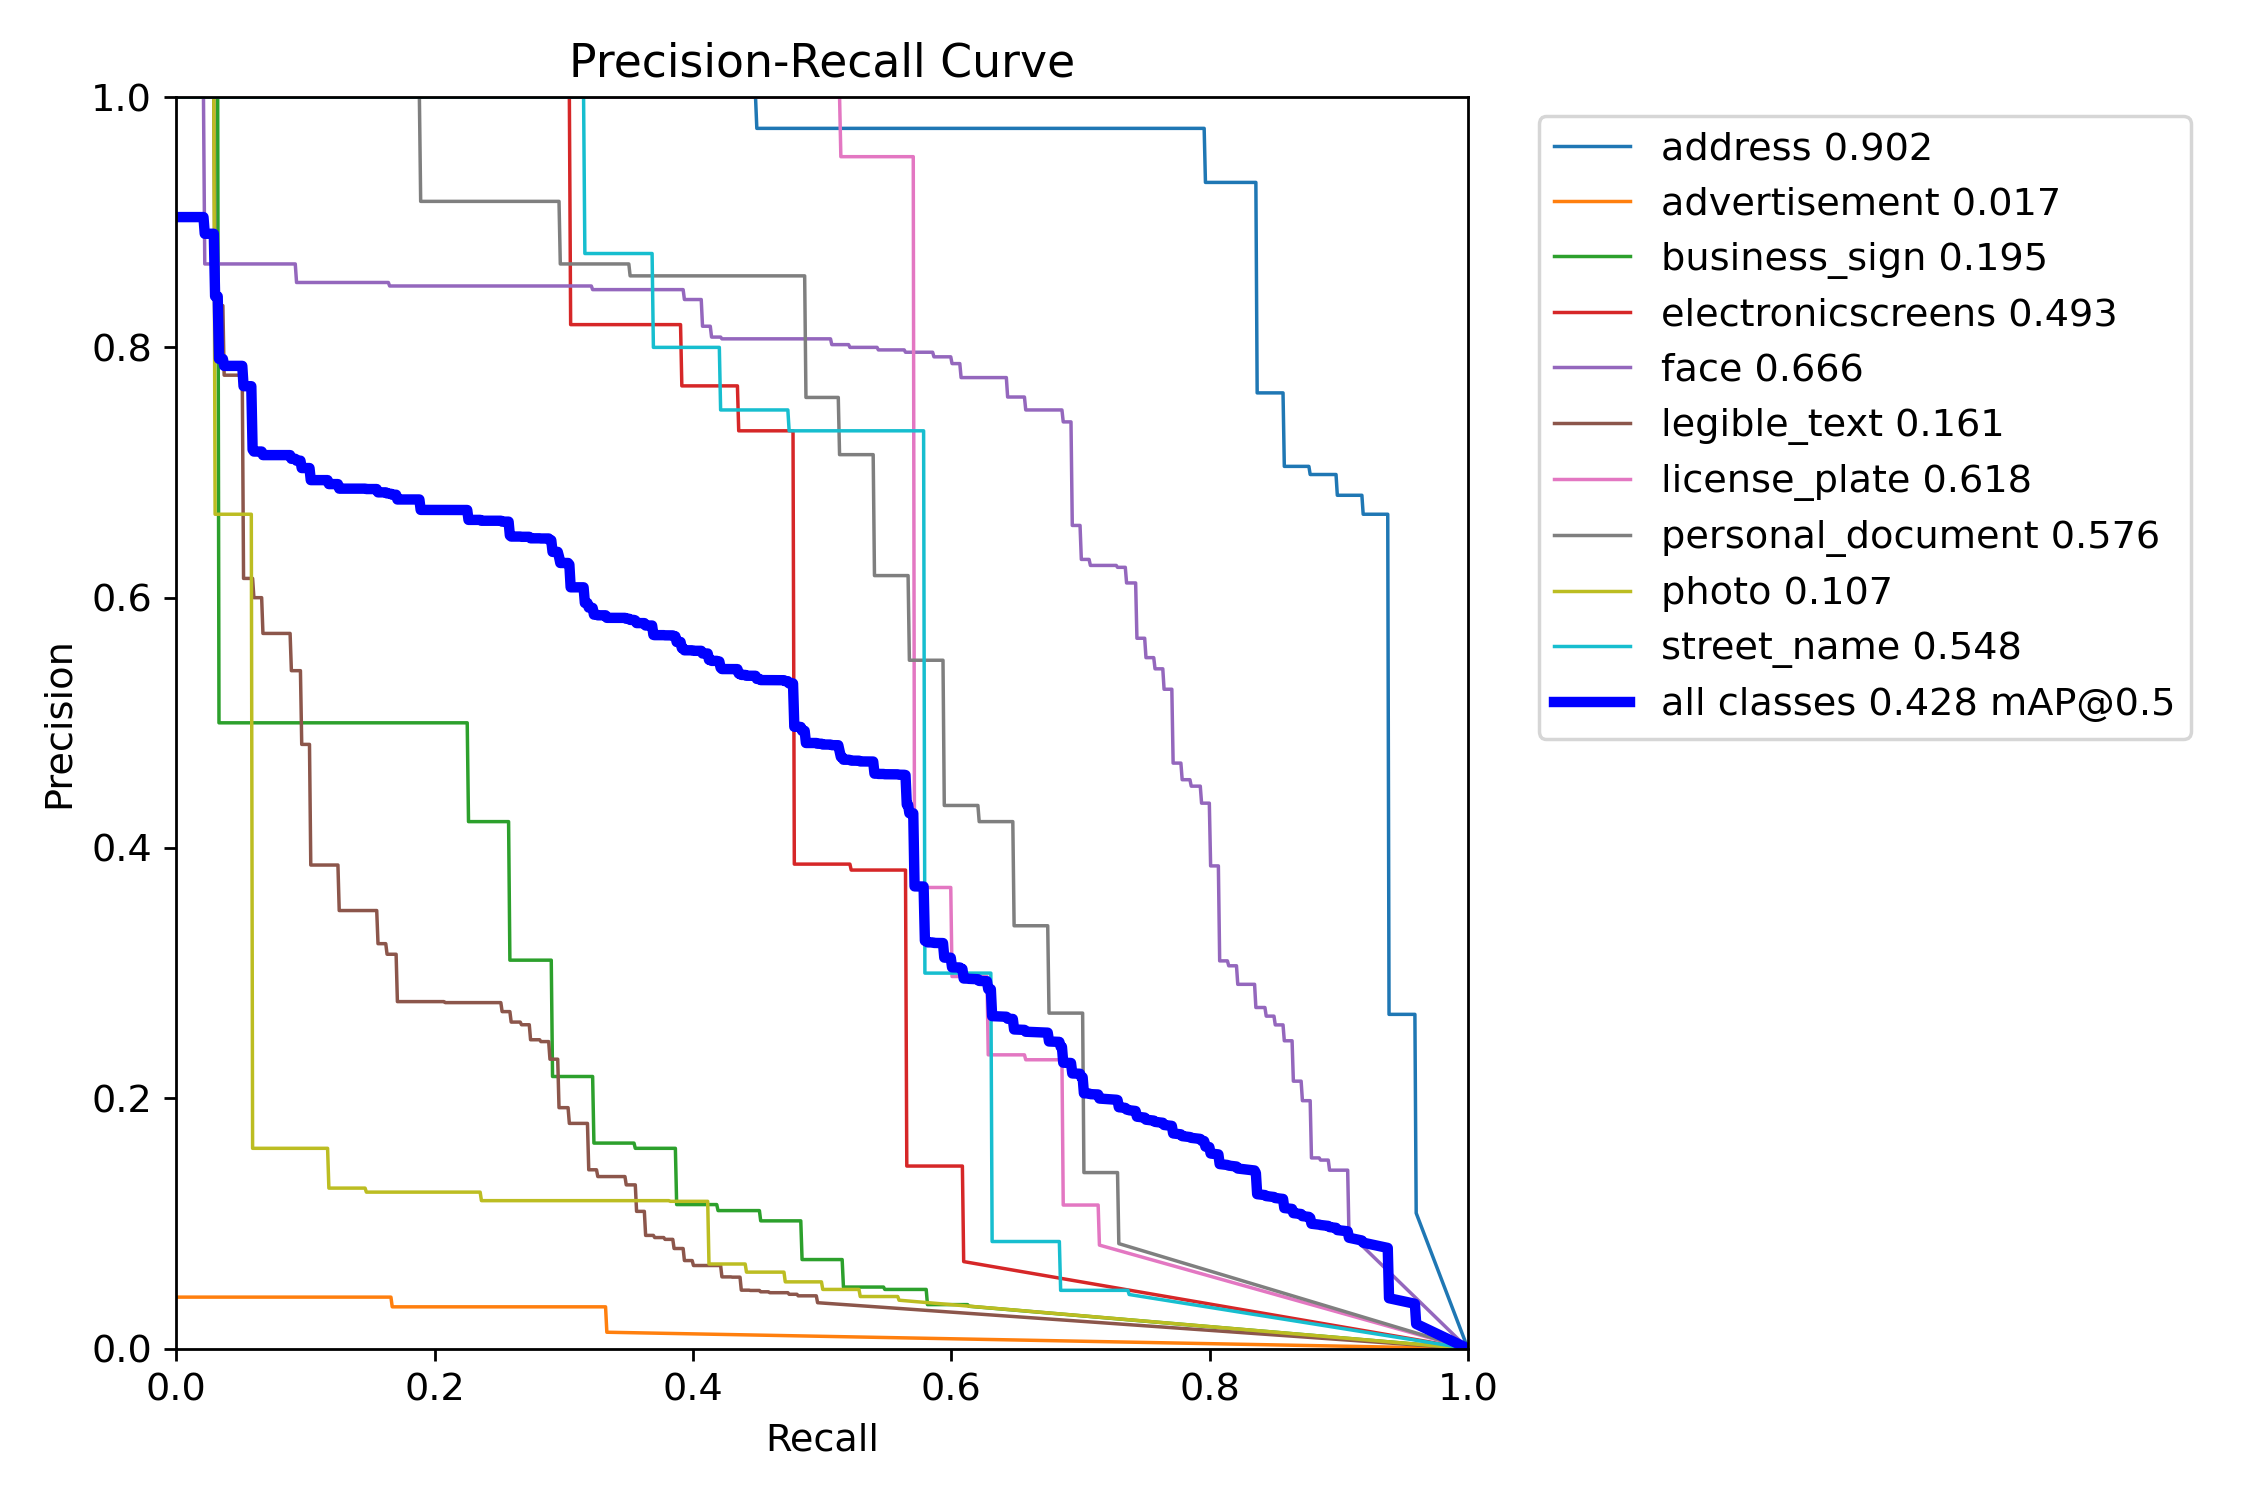 Precision-Recall Curve
1.0
0.8
0.6
0.4
0.2
0.0
Precision
0.0 0.2 0.4 0.6 0.8 1.0
Recall
address 0.902
advertisement 0.017
business_sign 0.195
electronicscreens 0.493
face 0.666
legible_text 0.161
license_plate 0.618
personal_document 0.576
photo 0.107
street_name 0.548
all classes 0.428 mAP@0.5